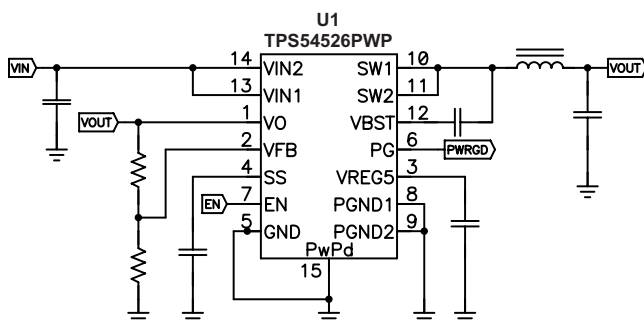 U1
TPS54526PWP
VIN
14 VIN2 SW1 10
13 VIN1 SW2 11
VOUT
1 VO VBST 12
2 VFB PG 6 PWRGD
4 SS VREG5 3
EN 7 EN PGND1 8
5 GND PGND2 9
PwPd
15
VOUT